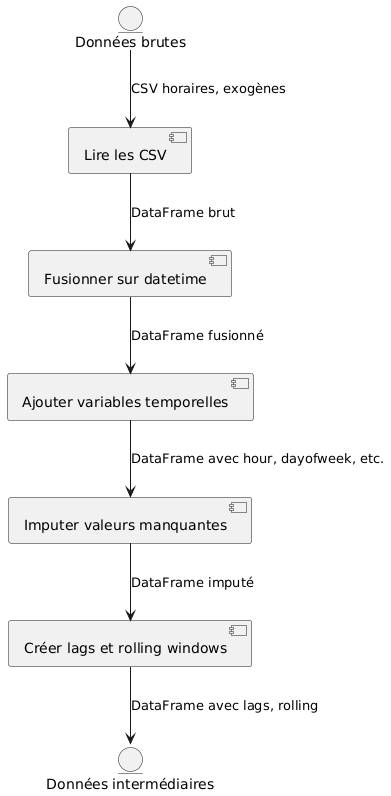 Données brutes
CSV horaires, exogènes
Lire les CSV
DataFrame brut
Fusionner sur datetime
DataFrame fusionné
Ajouter variables temporelles
DataFrame avec hour, dayofweek, etc.
Imputer valeurs manquantes
DataFrame imputé
Créer lags et rolling windows
DataFrame avec lags, rolling
Données intermédiaires